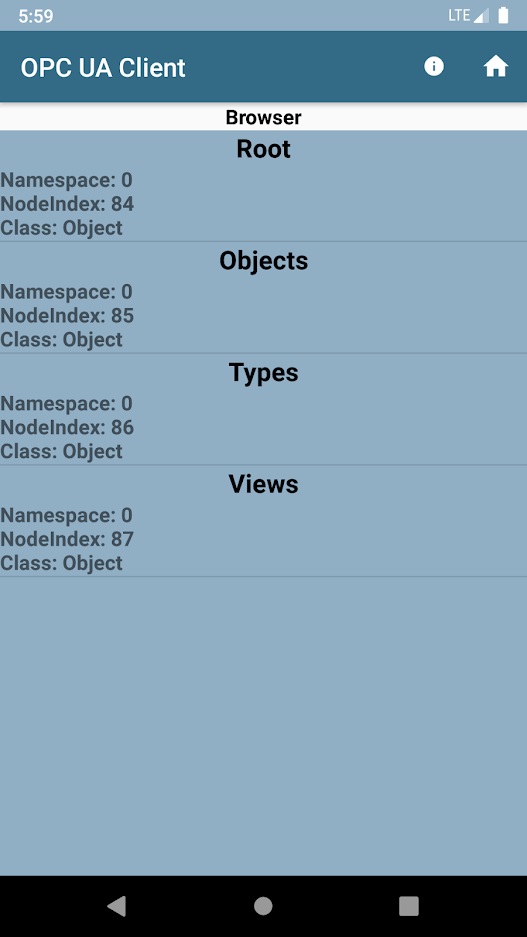 5:59
LTE
OPC UA Client
Browser
Root
Namespace: 0
NodeIndex: 84
Class: Object
Objects
Namespace: 0
NodeIndex: 85
Class: Object
Types
Namespace: 0
NodeIndex: 86
Class: Object
Views
Namespace: 0
NodeIndex: 87
Class: Object